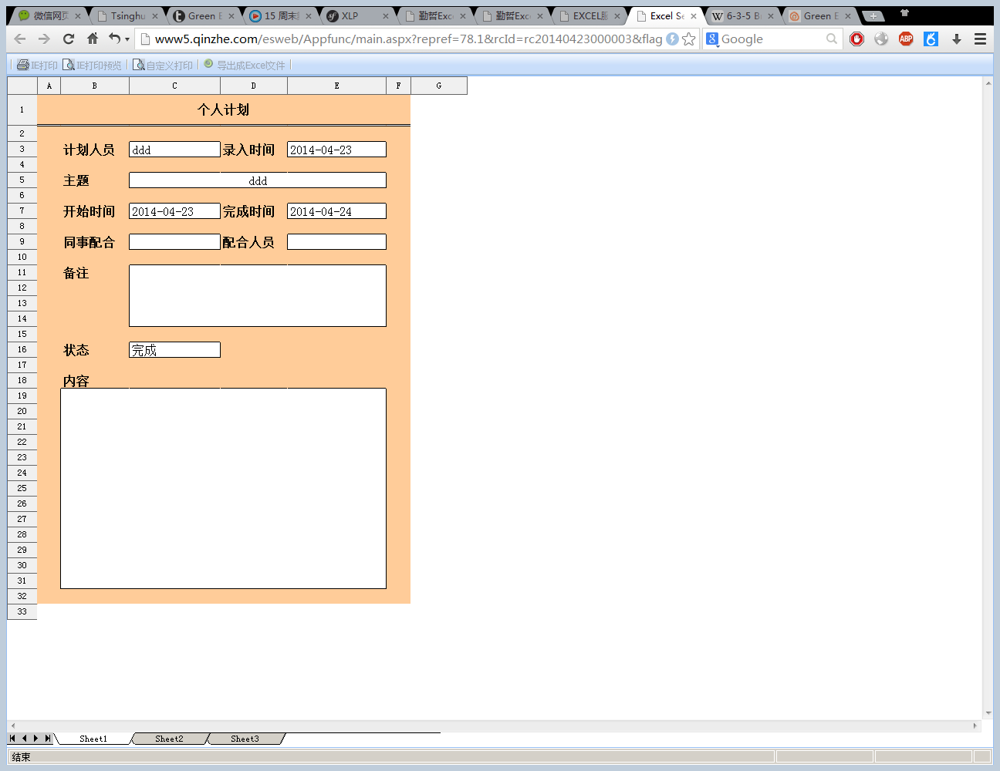 微信网页 Tsinghu Green E 15 周末 XLP 勤哲Exc 勤哲Exc EXCEL服 Excel Se 6-3-5 B Green E
www5.qinzhe.com/esweb/Appfunc/main.aspx?repref=78.1&rcId=rc20140423000003&flag Google ABP
IE打印 IE打印预览 自定义打印 导出成Excel文件
A B C D E F G
1 个人计划
2
3 计划人员 ddd 录入时间 2014-04-23
4
5 主题 ddd
6
7 开始时间 2014-04-23 完成时间 2014-04-24
8
9 同事配合 配合人员
10
11 备注
12
13
14
15
16 状态 完成
17
18 内容
19
20
21
22
23
24
25
26
27
28
29
30
31
32
33
Sheet1 Sheet2 Sheet3
结束